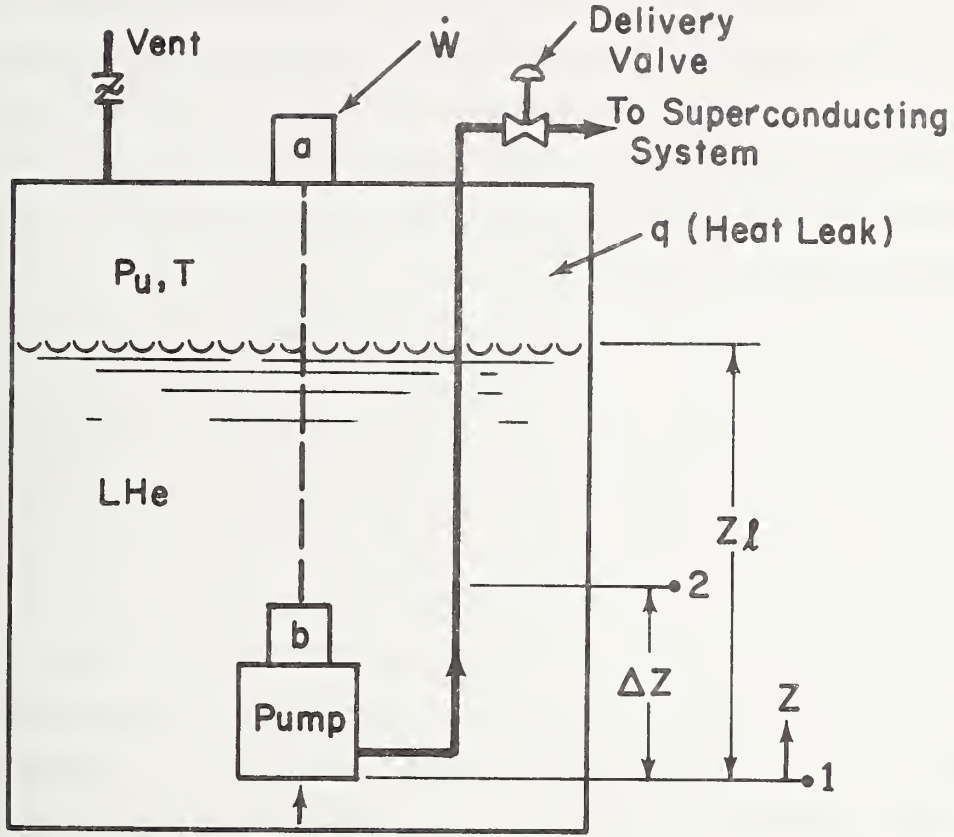 Vent
Ẇ
Delivery
Valve
a
To Superconducting
System
q (Heat Leak)
Pu, T
LHe
Zℓ
2
b
ΔZ
Pump
Z
1